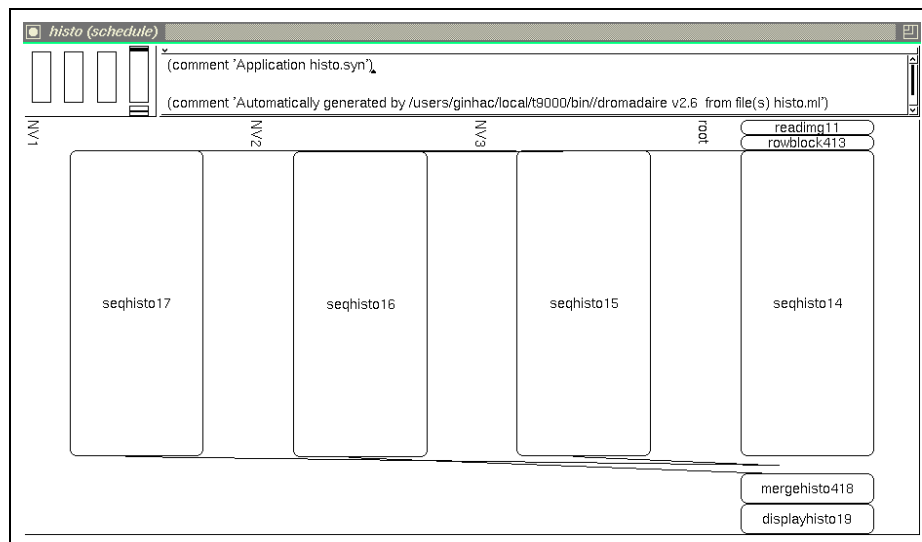 histo (schedule)
(comment 'Application histo.syn')
(comment 'Automatically generated by /users/ginhac/local/t9000/bin//dromadaire v2.6 from file(s) histo.ml')
NV1
NV2
NV3
root
readimg11
rowblock413
seqhisto17
seqhisto16
seqhisto15
seqhisto14
mergehisto418
displayhisto19